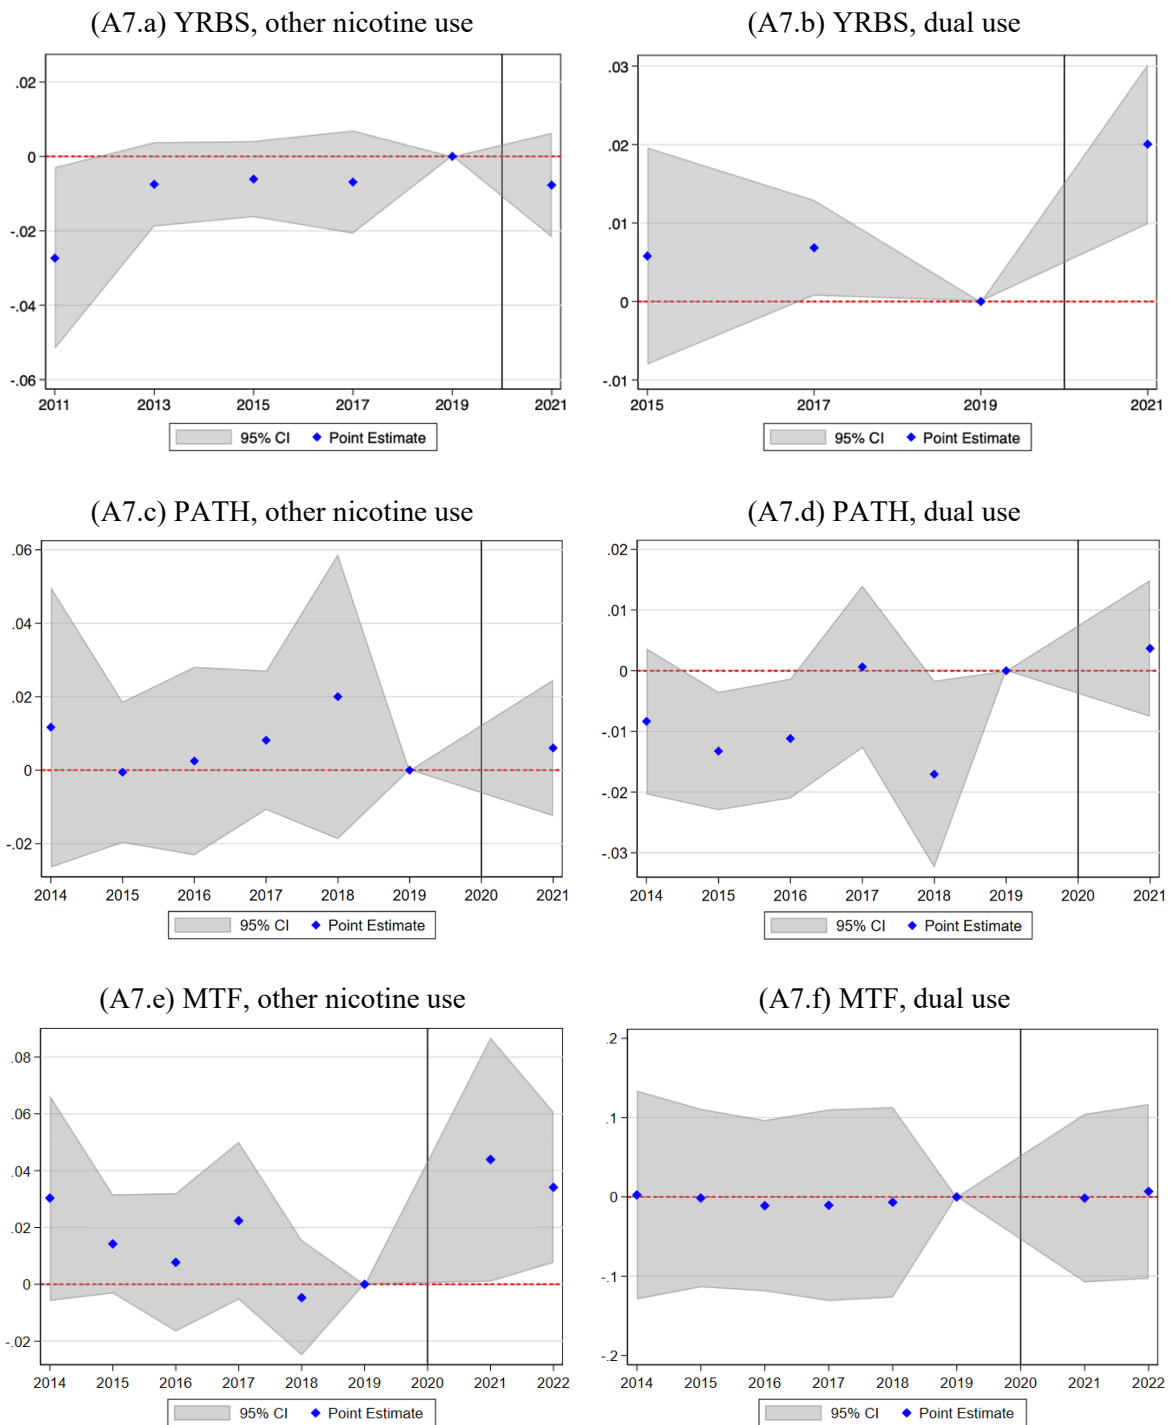 (A7.a) YRBS, other nicotine use
.02
0
-.02
-.04
-.06
2011 2013 2015 2017 2019 2021
95% CI Point Estimate
(A7.b) YRBS, dual use
.03
.02
.01
0
-.01
2015 2017 2019 2021
95% CI Point Estimate
(A7.c) PATH, other nicotine use
.06
.04
.02
0
-.02
2014 2015 2016 2017 2018 2019 2020 2021
95% CI Point Estimate
(A7.d) PATH, dual use
.02
.01
0
-.01
-.02
-.03
2014 2015 2016 2017 2018 2019 2020 2021
95% CI Point Estimate
(A7.e) MTF, other nicotine use
.08
.06
.04
.02
0
-.02
2014 2015 2016 2017 2018 2019 2020 2021 2022
95% CI Point Estimate
(A7.f) MTF, dual use
.2
.1
0
-.1
-.2
2014 2015 2016 2017 2018 2019 2020 2021 2022
95% CI Point Estimate